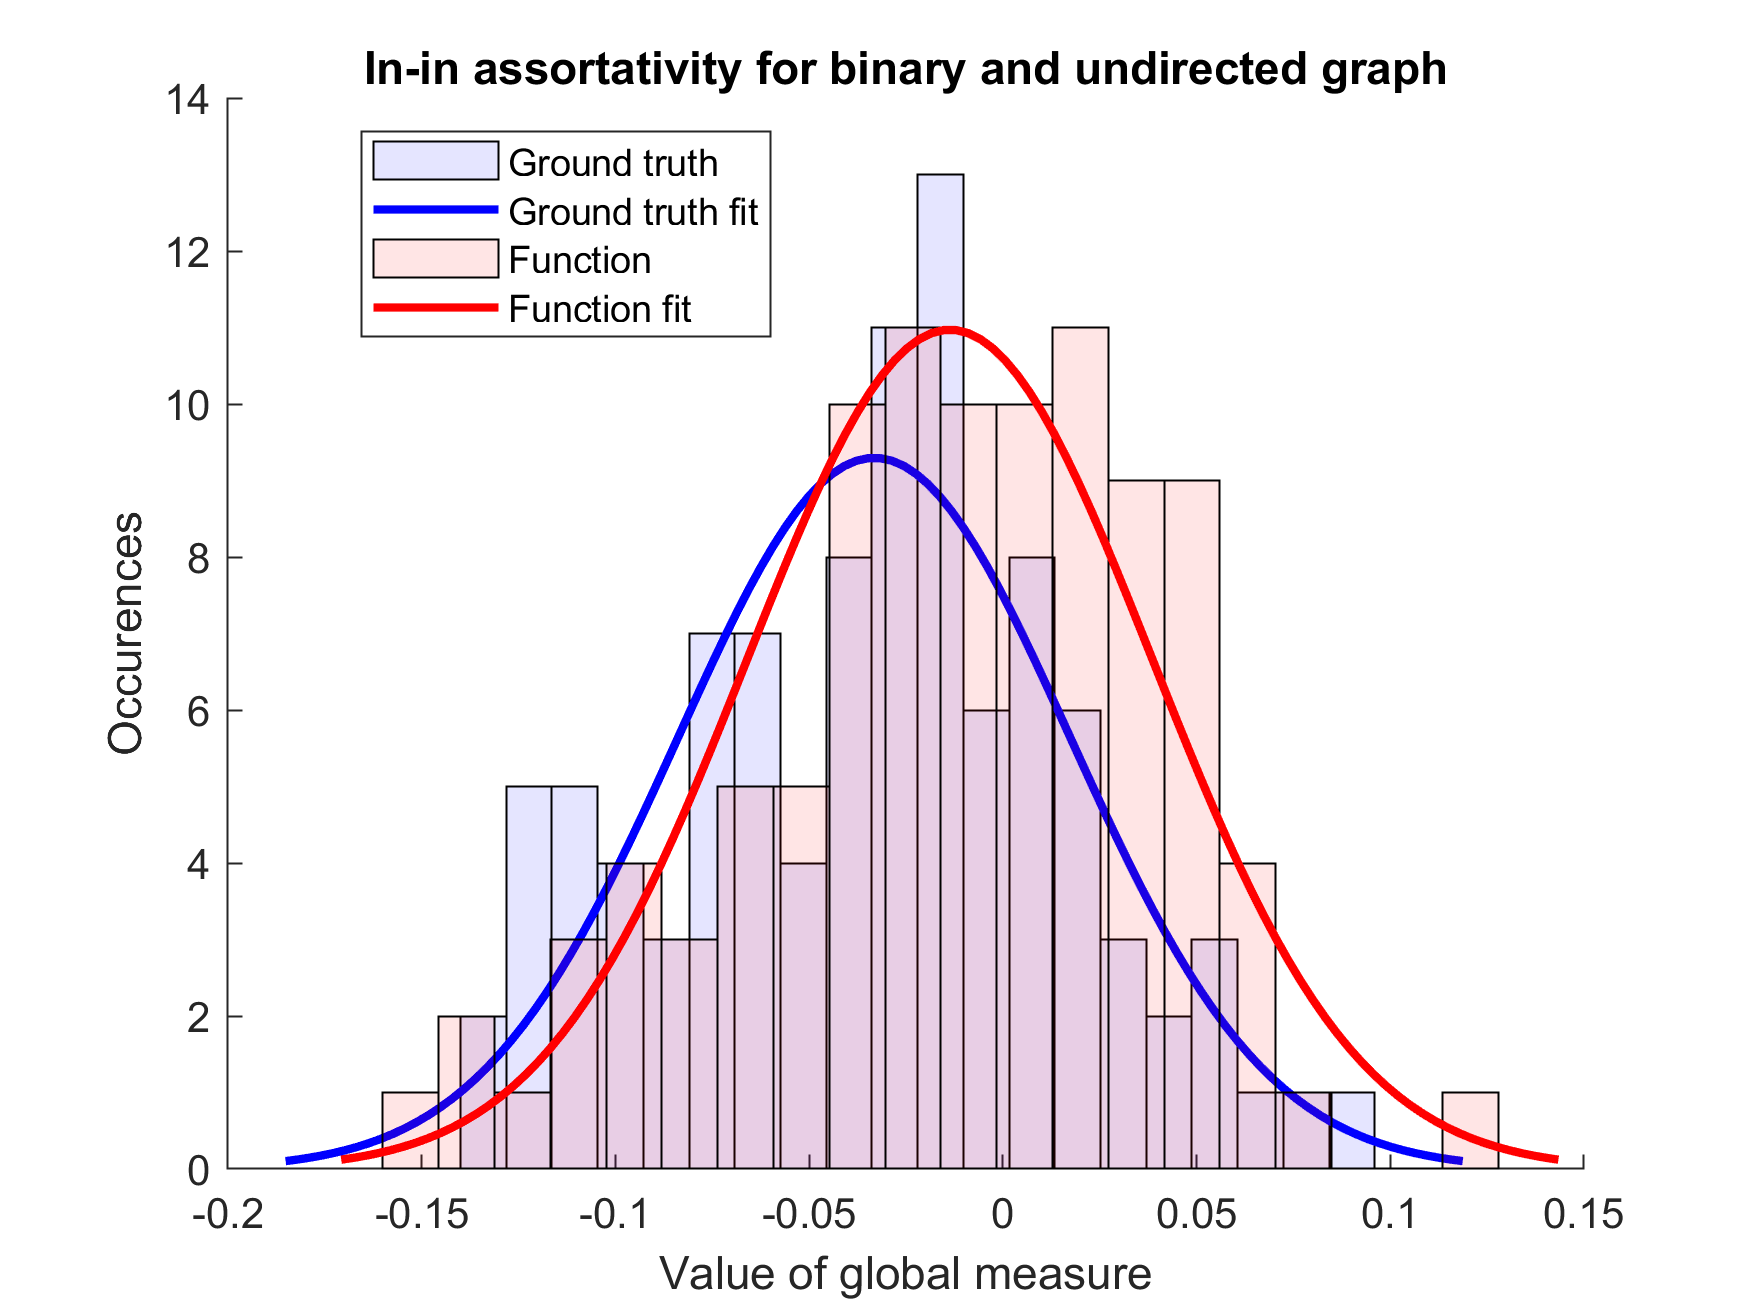 In-in assortativity for binary and undirected graph
14
12
10
8
6
4
2
0
Ground truth
Ground truth fit
Function
Function fit
Occurences
-0.2 -0.15 -0.1 -0.05 0 0.05 0.1 0.15
Value of global measure